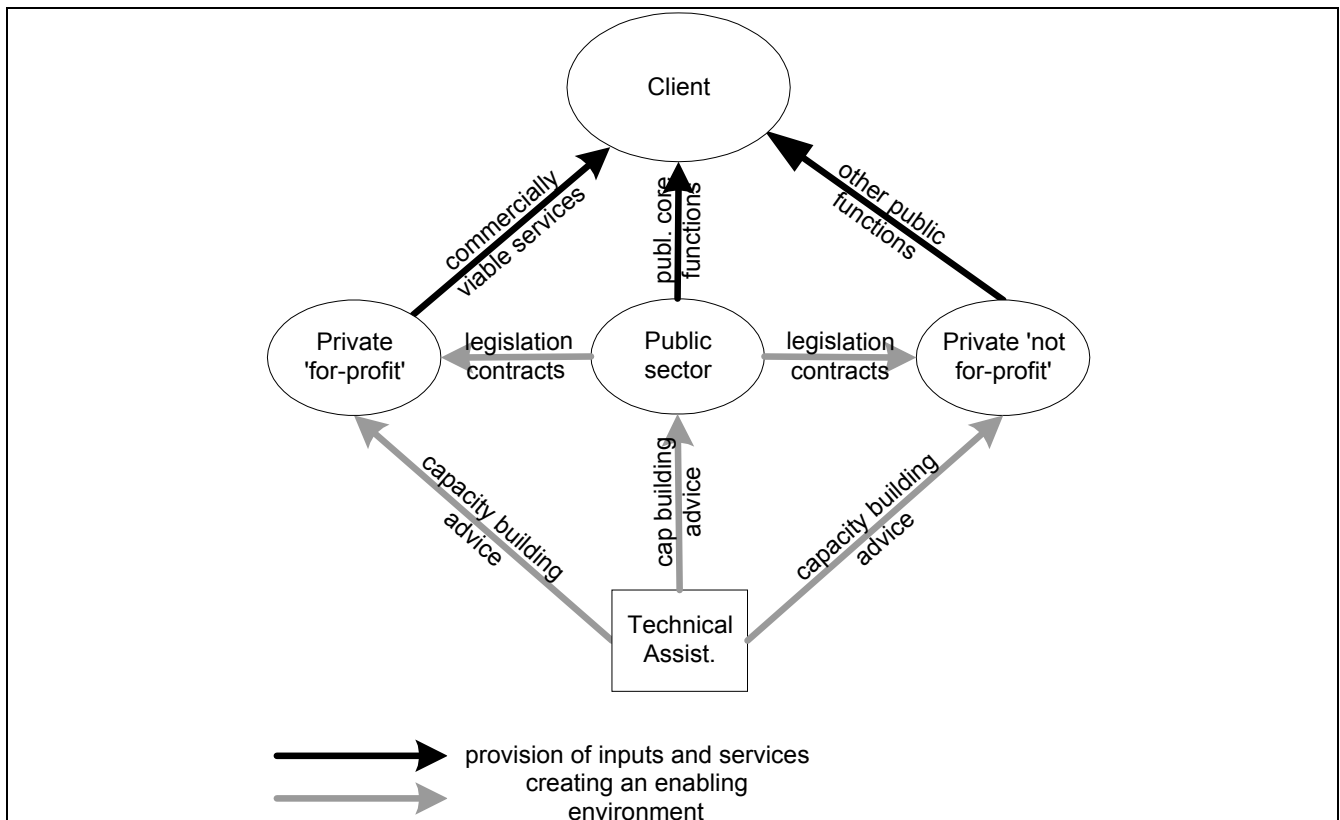 Client
commercially
viable services
publ. core
functions
other public
functions
Private
'for-profit'
legislation
contracts
Public
sector
legislation
contracts
Private 'not
for-profit'
capacity building
advice
cap building
advice
capacity building
advice
Technical
Assist.
provision of inputs and services
creating an enabling
environment